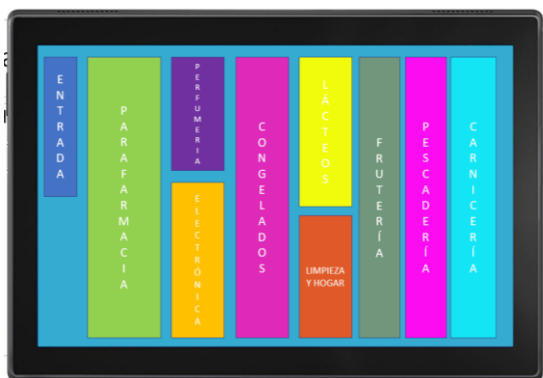 ENTRADA
PARAFARMACIA
PERFUMERIA
ELECTRÓNICA
CONGELADOS
LÁCTEOS
LIMPIEZA
Y HOGAR
FRUTERÍA
PESCADERÍA
CARNICERÍA